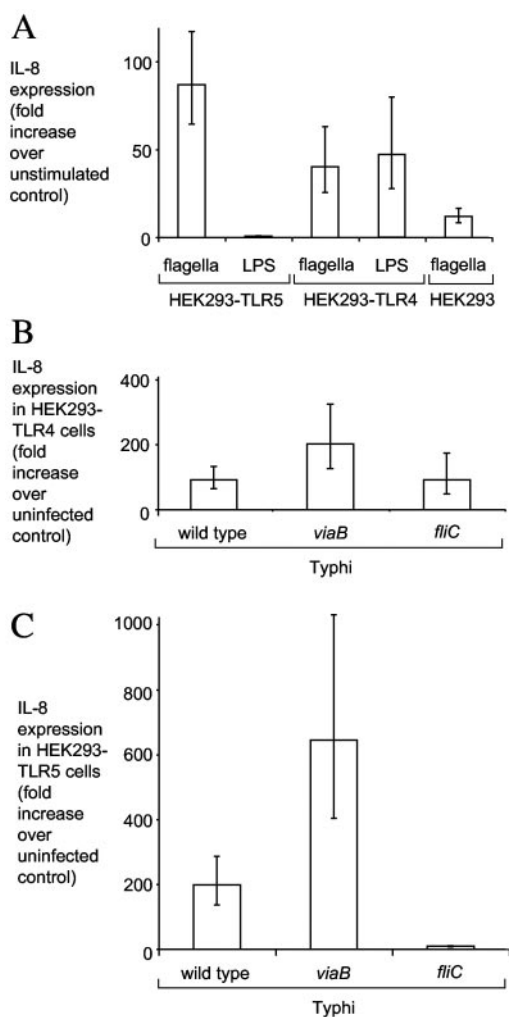 A
IL-8
expression
(fold
increase
over
unstimulated
control)
100
50
0
flagella LPS flagella LPS flagella
HEK293-TLR5 HEK293-TLR4 HEK293
B
IL-8
expression
in HEK293-
TLR4 cells
(fold
increase
over
uninfected
control)
400
200
0
wild type viaB fliC
Typhi
C
IL-8
expression
in HEK293-
TLR5 cells
(fold
increase
over
uninfected
control)
1000
800
600
400
200
0
wild type viaB fliC
Typhi